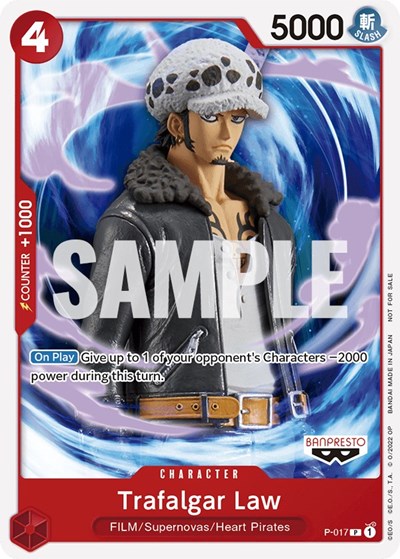 4
5000
斬
SLASH
COUNTER +1000
SAMPLE
On Play Give up to 1 of your opponent's Characters −2000
power during this turn.
BANPRESTO
CHARACTER
Trafalgar Law
FILM/Supernovas/Heart Pirates
P-017 P 1
©E.O/S ©E.O./S., T.A. © O/2022 OP BANDAI MADE IN JAPAN NOT FOR SALE